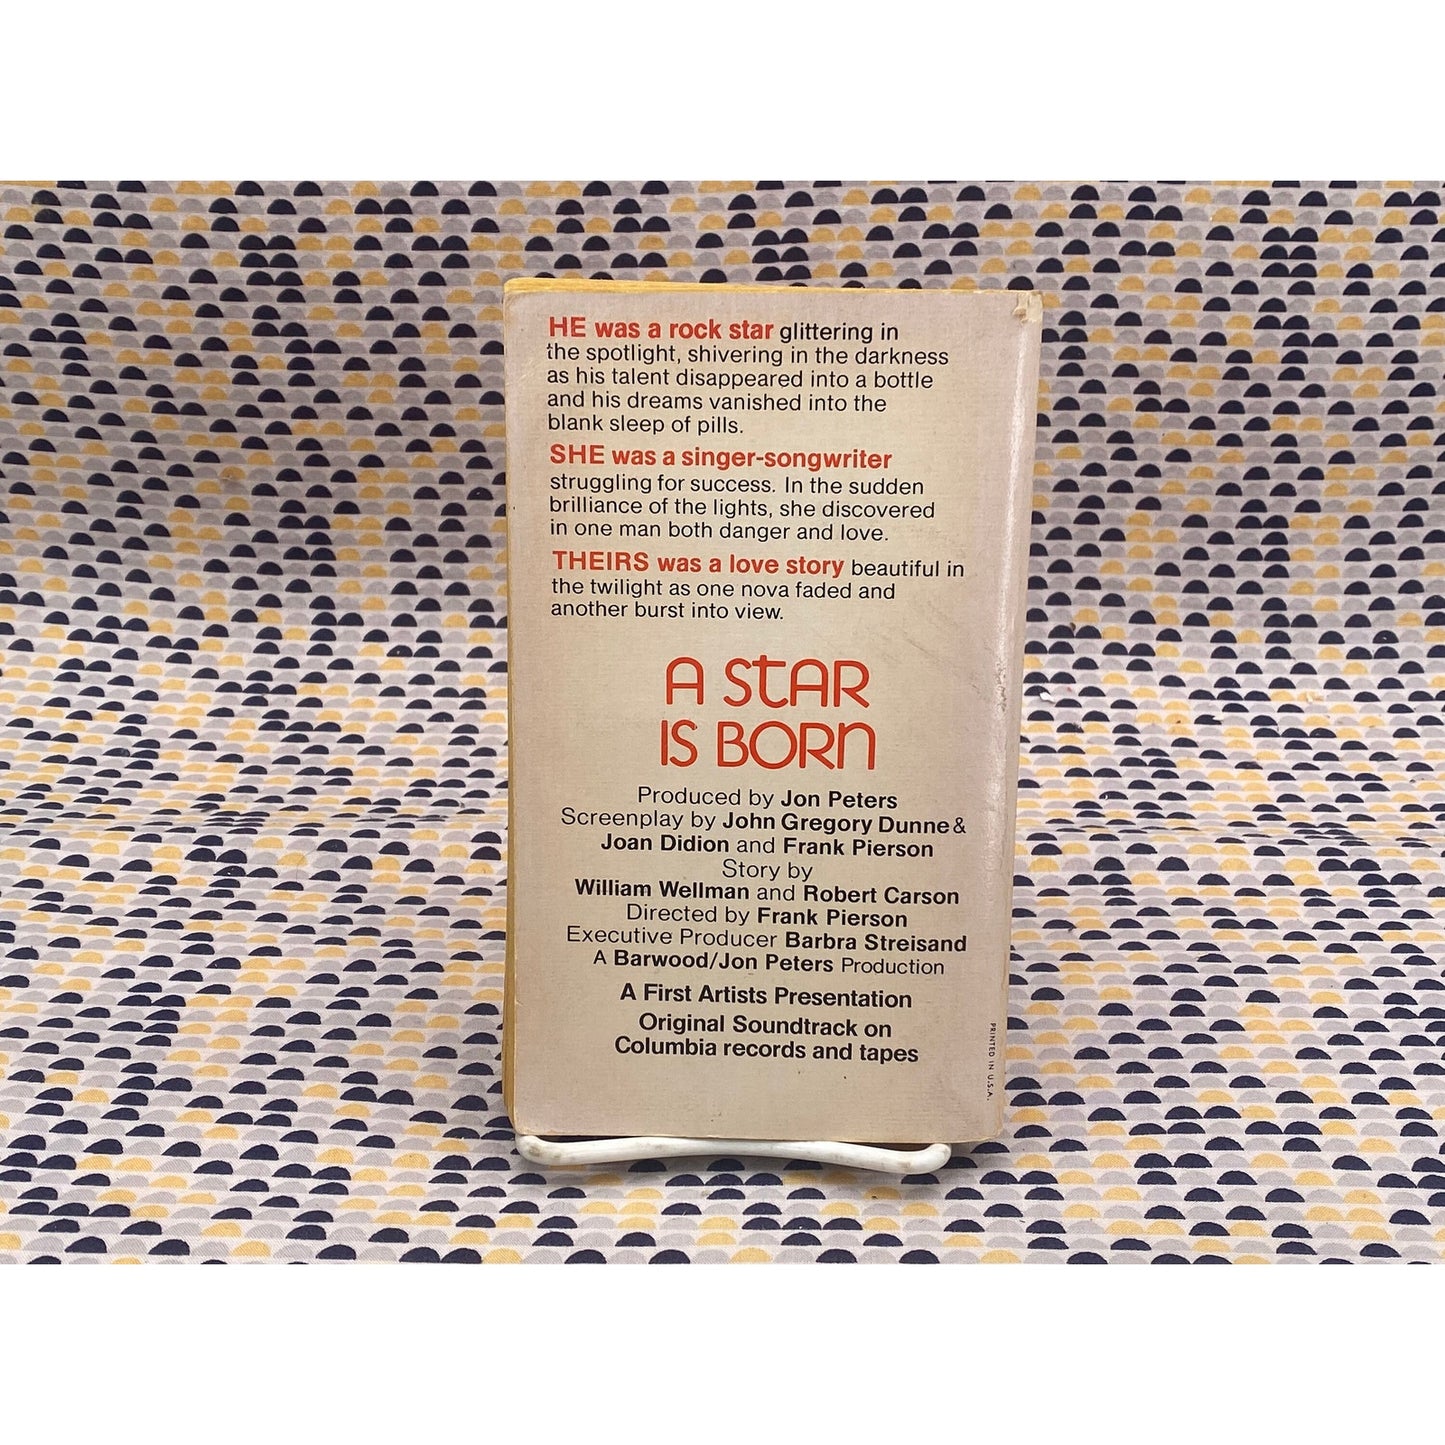 HE was a rock star glittering in
the spotlight, shivering in the darkness
as his talent disappeared into a bottle
and his dreams vanished into the
blank sleep of pills.
SHE was a singer-songwriter
struggling for success. In the sudden
brilliance of the lights, she discovered
in one man both danger and love.
THEIRS was a love story beautiful in
the twilight as one nova faded and
another burst into view.
A StAR
IS BORn
Produced by Jon Peters
Screenplay by John Gregory Dunne &
Joan Didion and Frank Pierson
Story by
William Wellman and Robert Carson
Directed by Frank Pierson
Executive Producer Barbra Streisand
A Barwood/Jon Peters Production
A First Artists Presentation
Original Soundtrack on
Columbia records and tapes
PRINTED IN U.S.A.